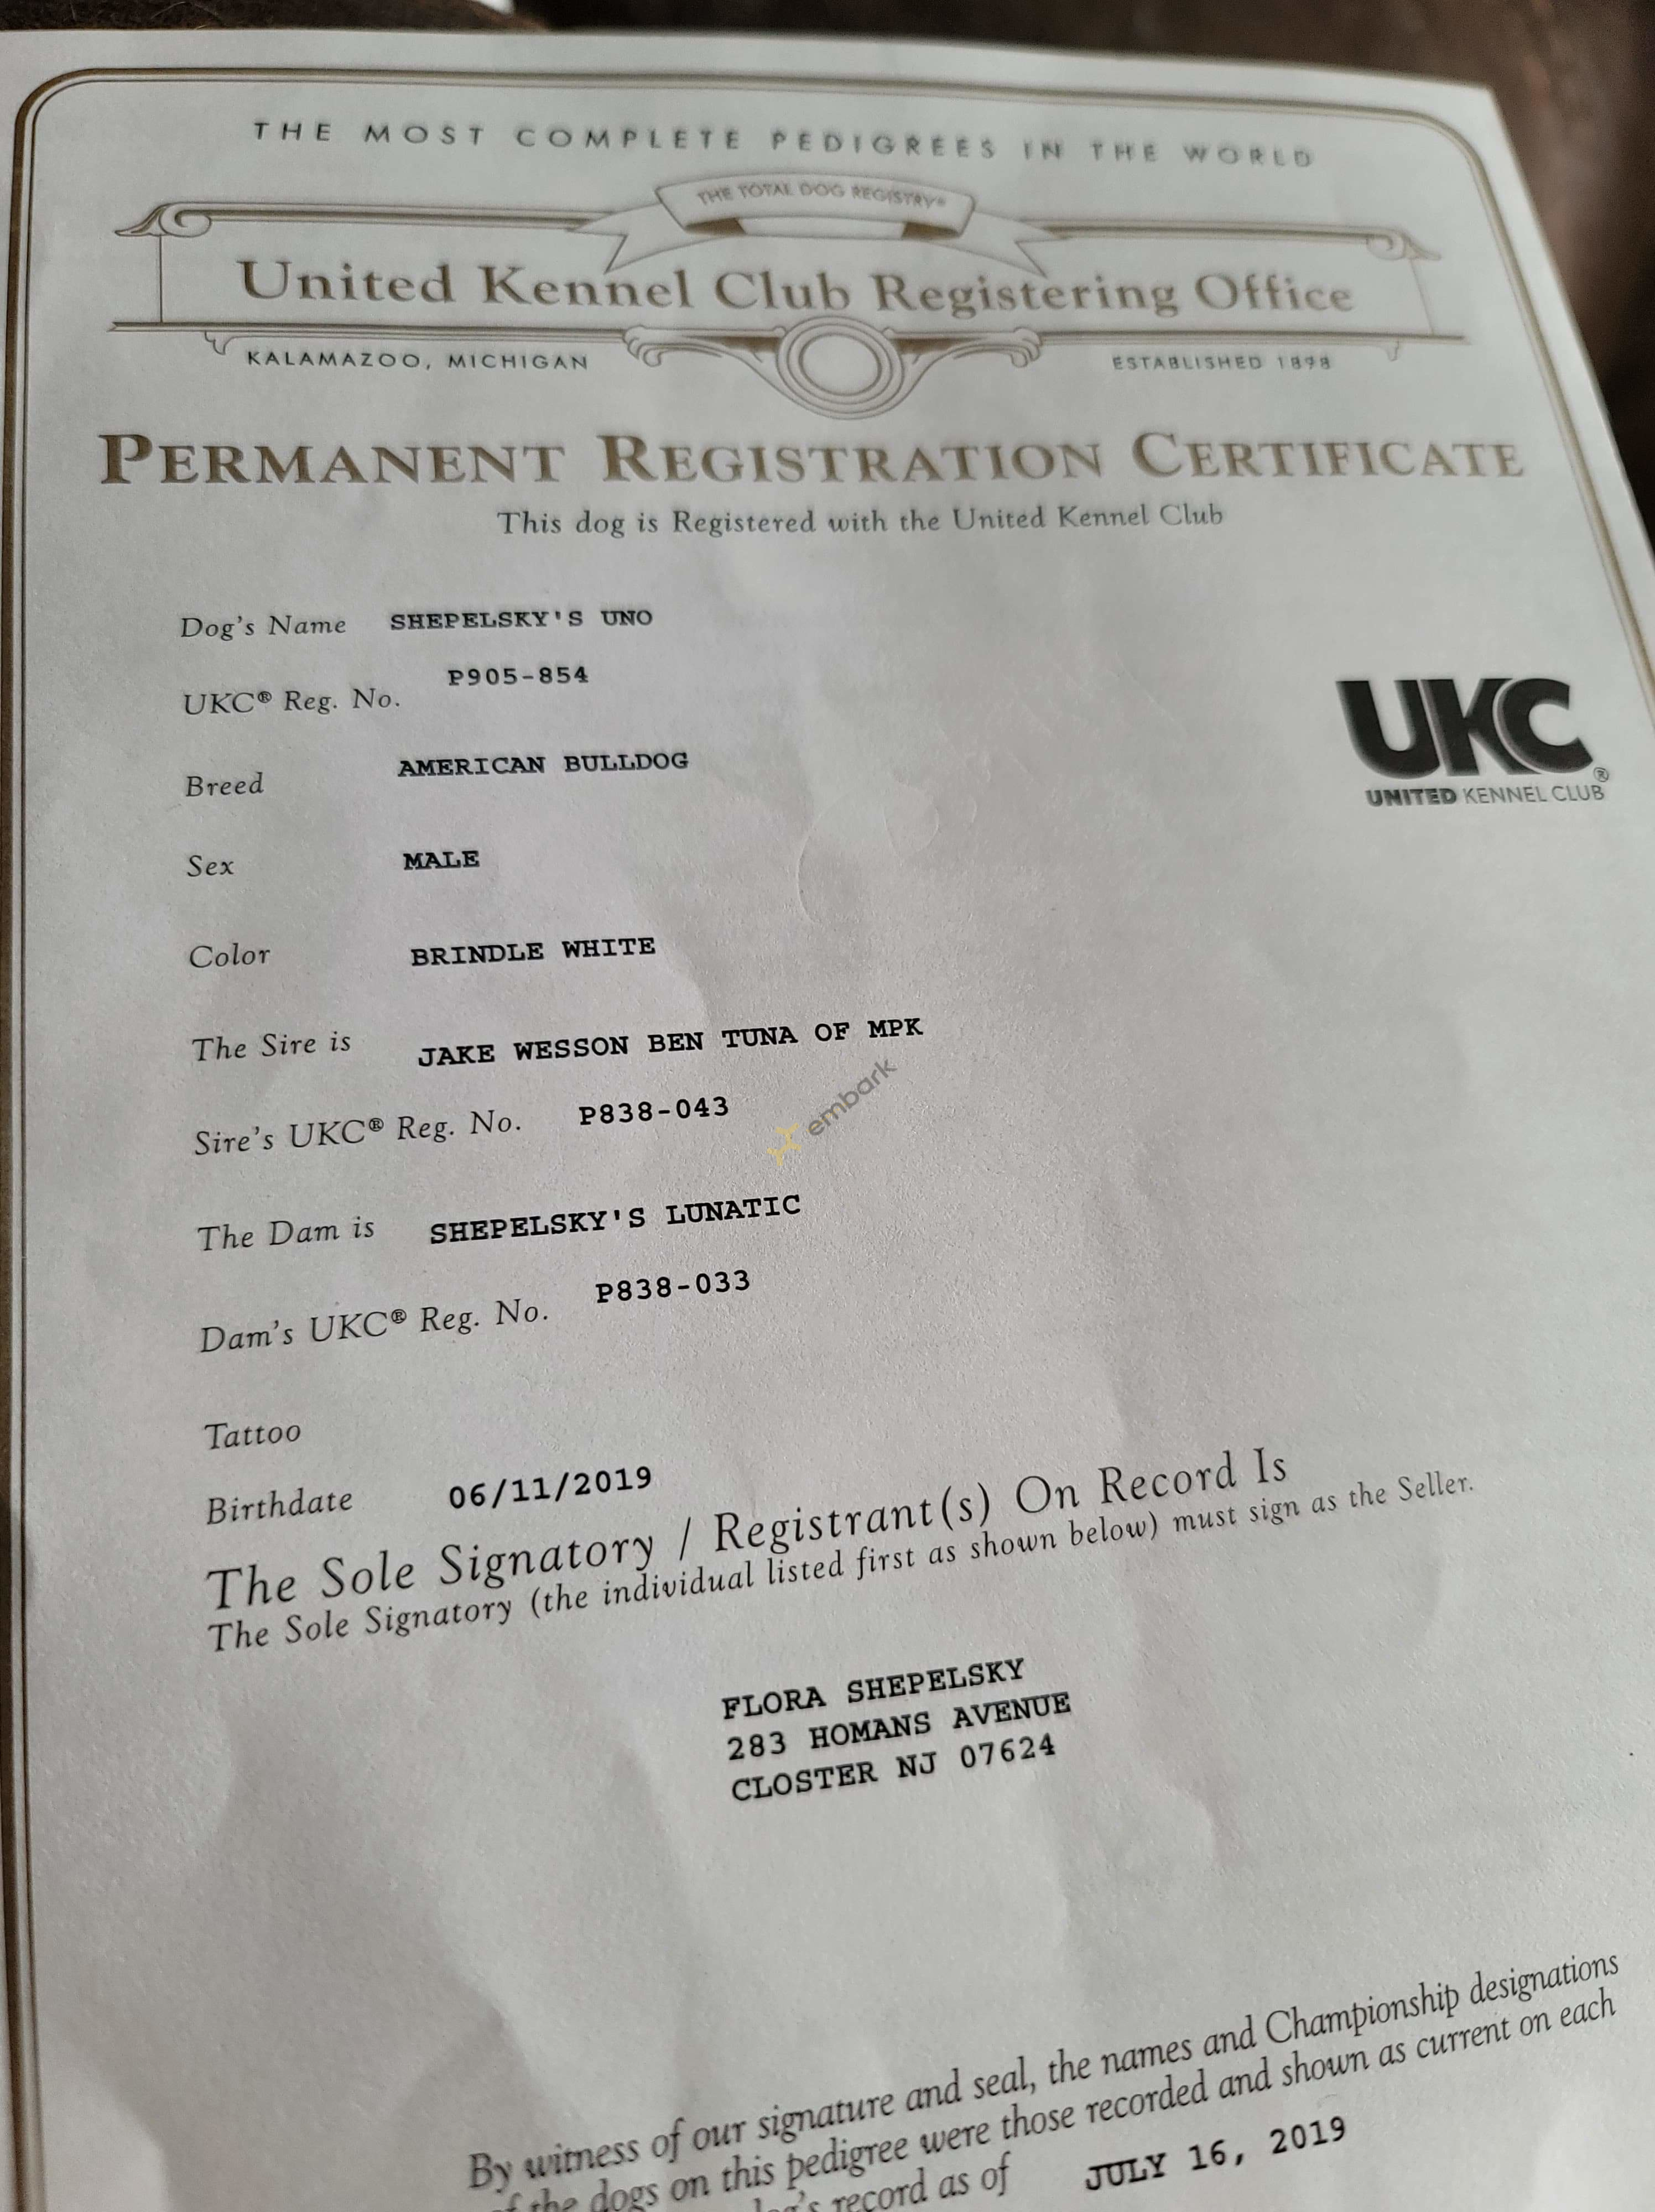 THE MOST COMPLETE PEDIGREES IN THE WORLD
THE TOTAL DOG REGISTRY®
United Kennel Club Registering Office
KALAMAZOO, MICHIGAN ESTABLISHED 1898
PERMANENT REGISTRATION CERTIFICATE
This dog is Registered with the United Kennel Club
Dog's Name SHEPELSKY'S UNO
UKC® Reg. No. P905-854
UKC®
UNITED KENNEL CLUB
Breed AMERICAN BULLDOG
Sex MALE
Color BRINDLE WHITE
The Sire is JAKE WESSON BEN TUNA OF MPK
embark
Sire's UKC® Reg. No. P838-043
The Dam is SHEPELSKY'S LUNATIC
Dam's UKC® Reg. No. P838-033
Tattoo
Birthdate 06/11/2019
The Sole Signatory / Registrant(s) On Record Is
The Sole Signatory (the individual listed first as shown below) must sign as the Seller.
FLORA SHEPELSKY
283 HOMANS AVENUE
CLOSTER NJ 07624
By witness of our signature and seal, the names and Championship designations
of the dogs on this pedigree were those recorded and shown as current on each
dog's record as of JULY 16, 2019